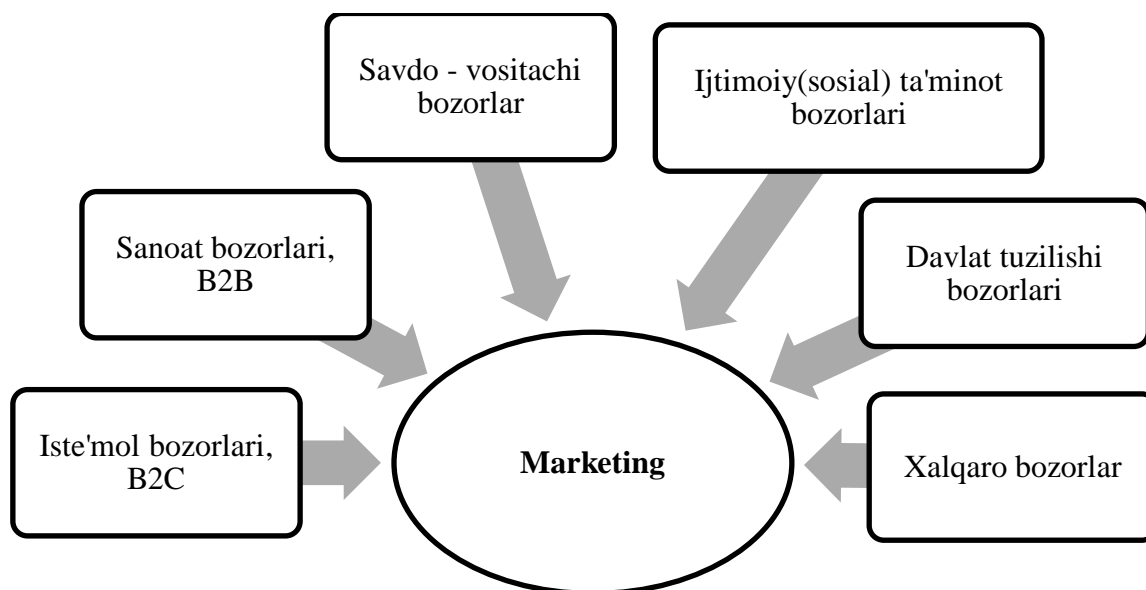 Savdo - vositachi
bozorlar
Ijtimoiy(sosial) ta'minot
bozorlari
Sanoat bozorlari,
B2B
Davlat tuzilishi
bozorlari
Iste'mol bozorlari,
B2C
Marketing
Xalqaro bozorlar